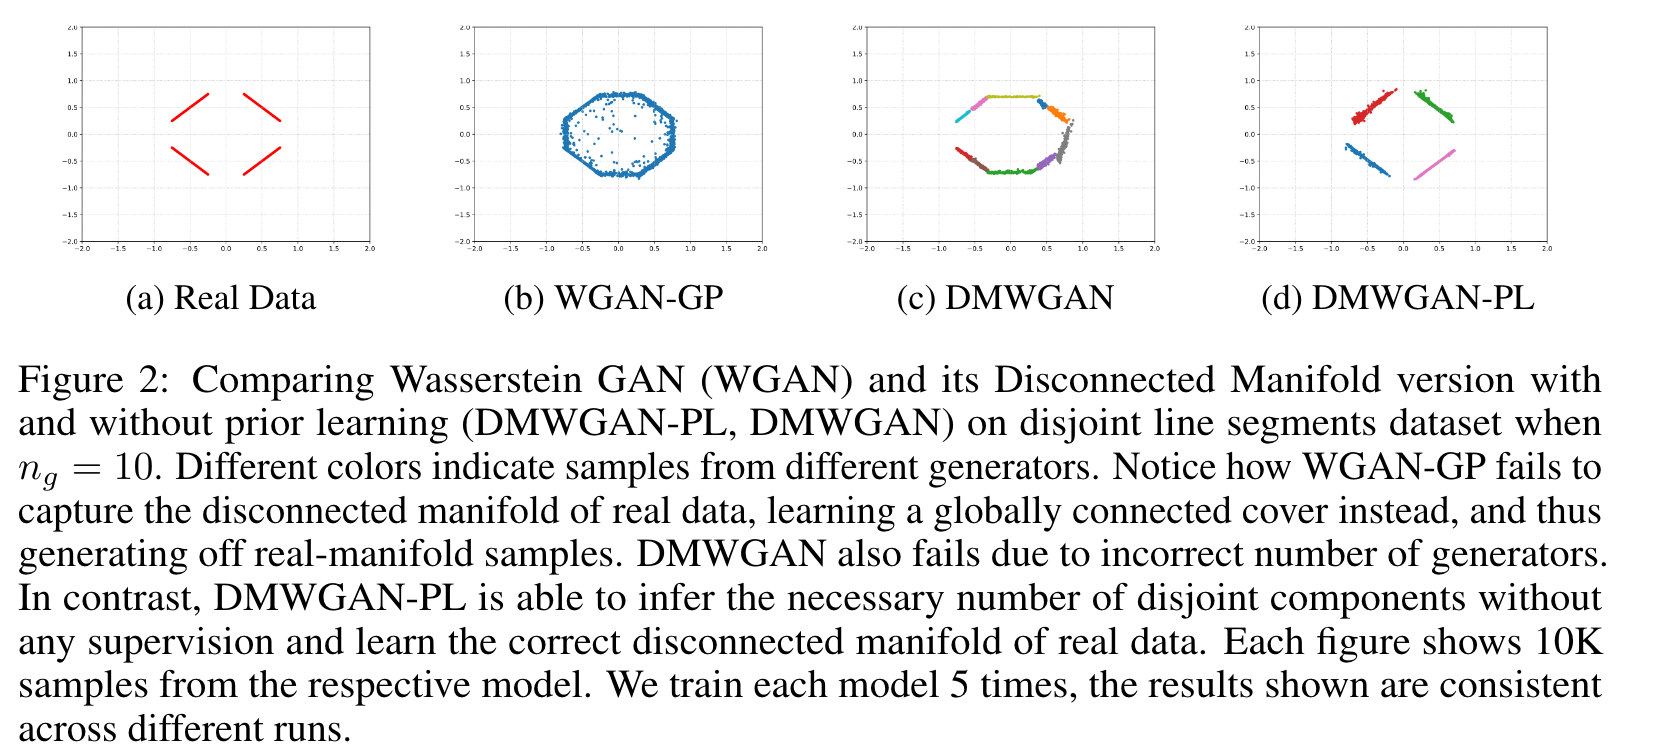 2.0 2.0 2.0 2.0
1.5 1.5 1.5 1.5
1.0 1.0 1.0 1.0
0.5 0.5 0.5 0.5
0.0 0.0 0.0 0.0
−0.5 −0.5 −0.5 −0.5
−1.0 −1.0 −1.0 −1.0
−1.5 −1.5 −1.5 −1.5
−2.0 −2.0 −2.0 −2.0
−2.0 −1.5 −1.0 −0.5 0.0 0.5 1.0 1.5 2.0 −2.0 −1.5 −1.0 −0.5 0.0 0.5 1.0 1.5 2.0 −2.0 −1.5 −1.0 −0.5 0.0 0.5 1.0 1.5 2.0 −2.0 −1.5 −1.0 −0.5 0.0 0.5 1.0 1.5 2.0
(a) Real Data (b) WGAN-GP (c) DMWGAN (d) DMWGAN-PL
Figure 2: Comparing Wasserstein GAN (WGAN) and its Disconnected Manifold version with
and without prior learning (DMWGAN-PL, DMWGAN) on disjoint line segments dataset when
n_g = 10. Different colors indicate samples from different generators. Notice how WGAN-GP fails to
capture the disconnected manifold of real data, learning a globally connected cover instead, and thus
generating off real-manifold samples. DMWGAN also fails due to incorrect number of generators.
In contrast, DMWGAN-PL is able to infer the necessary number of disjoint components without
any supervision and learn the correct disconnected manifold of real data. Each figure shows 10K
samples from the respective model. We train each model 5 times, the results shown are consistent
across different runs.